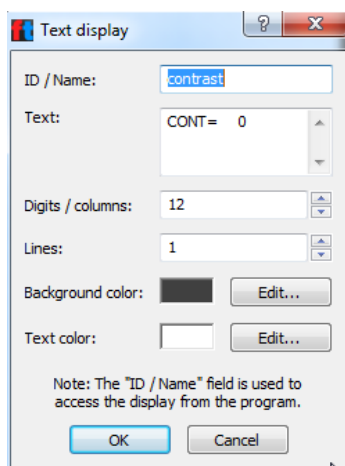 Text display
ID / Name: contrast
Text: CONT=   0
Digits / columns: 12
Lines: 1
Background color: Edit...
Text color: Edit...
Note: The "ID / Name" field is used to
access the display from the program.
OK Cancel